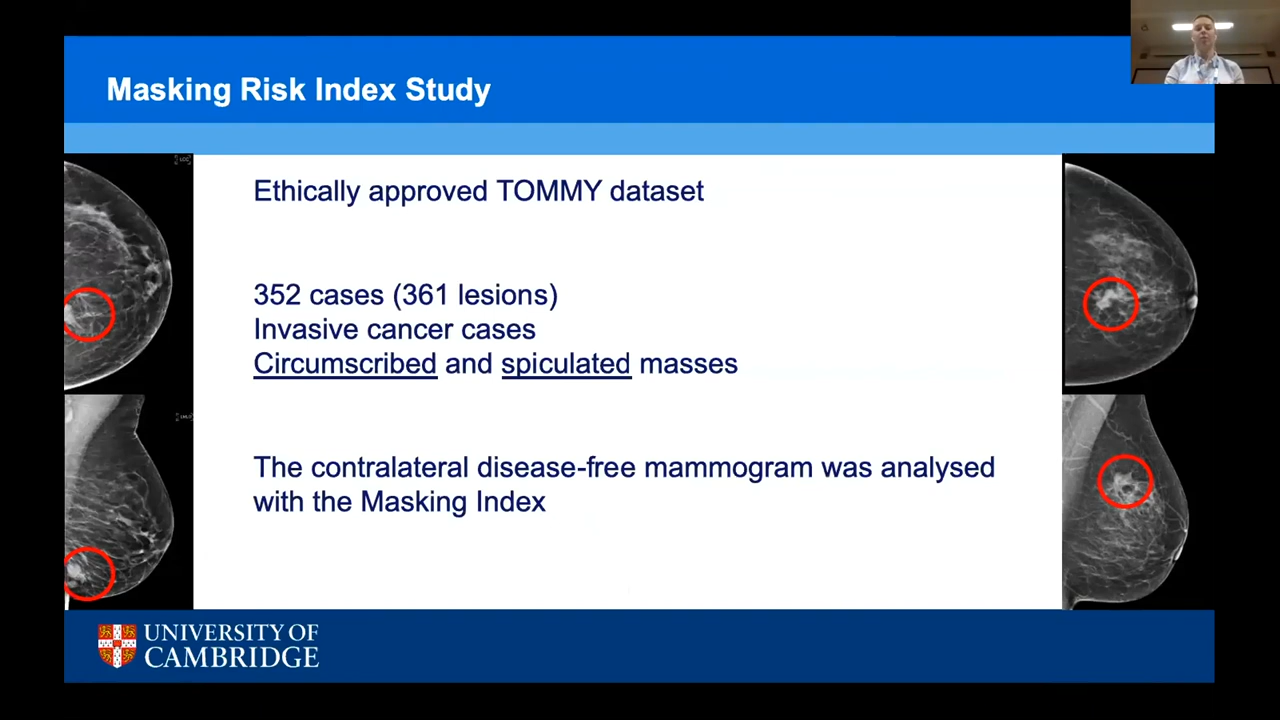 Masking Risk Index Study
Ethically approved TOMMY dataset
352 cases (361 lesions)
Invasive cancer cases
Circumscribed and spiculated masses
The contralateral disease-free mammogram was analysed
with the Masking Index
UNIVERSITY OF
CAMBRIDGE